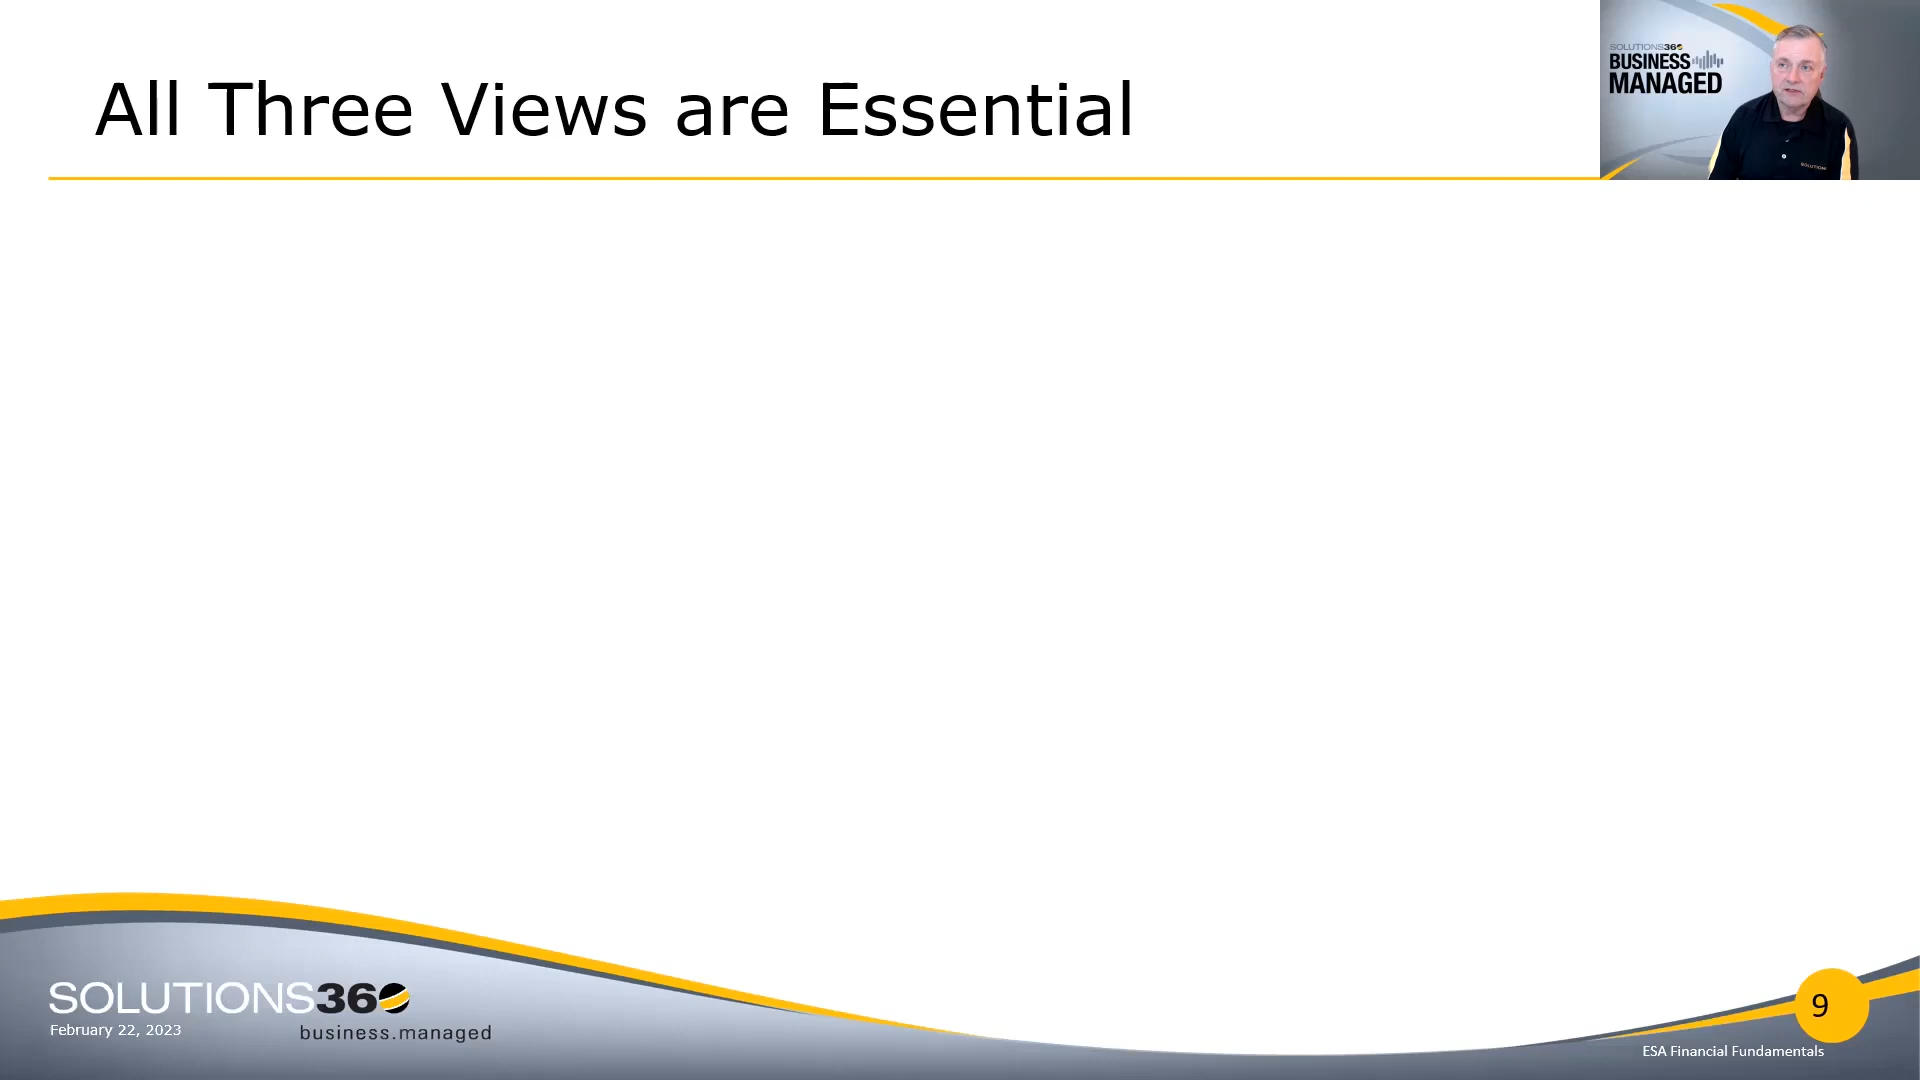 All Three Views are Essential
SOLUTIONS360
BUSINESS
MANAGED
SOLUTIONS360
February 22, 2023
business.managed
9
ESA Financial Fundamentals